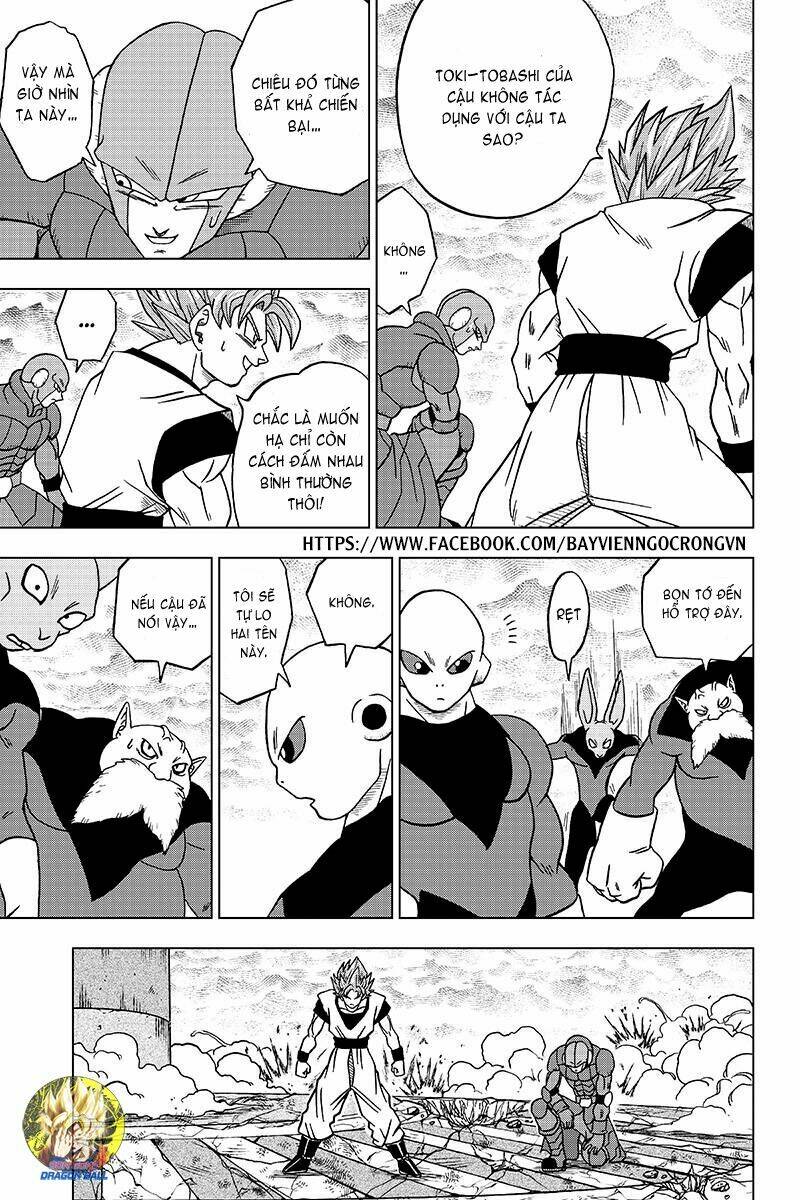 TOKI-TOBASHI CỦA
CẬU KHÔNG TÁC
DỤNG VỚI CẬU TA
SAO?
KHÔNG
...
CHIÊU ĐÓ TỪNG
BẤT KHẢ CHIẾN
BẠI...
VẬY MÀ
GIỜ NHÌN
TA NÀY...
CHẮC LÀ MUỐN
HẠ CHỈ CÒN
CÁCH ĐẤM NHAU
BÌNH THƯỜNG
THÔI!
...
HTTPS://WWW.FACEBOOK.COM/BAYVIENNGOCRONGVN
BỌN TỚ ĐẾN
HỖ TRỢ ĐÂY.
RẸT
KHÔNG.
TÔI SẼ
TỰ LO
HAI TÊN
NÀY.
NẾU CẬU ĐÃ
NÓI VẬY...
DRAGON BALL